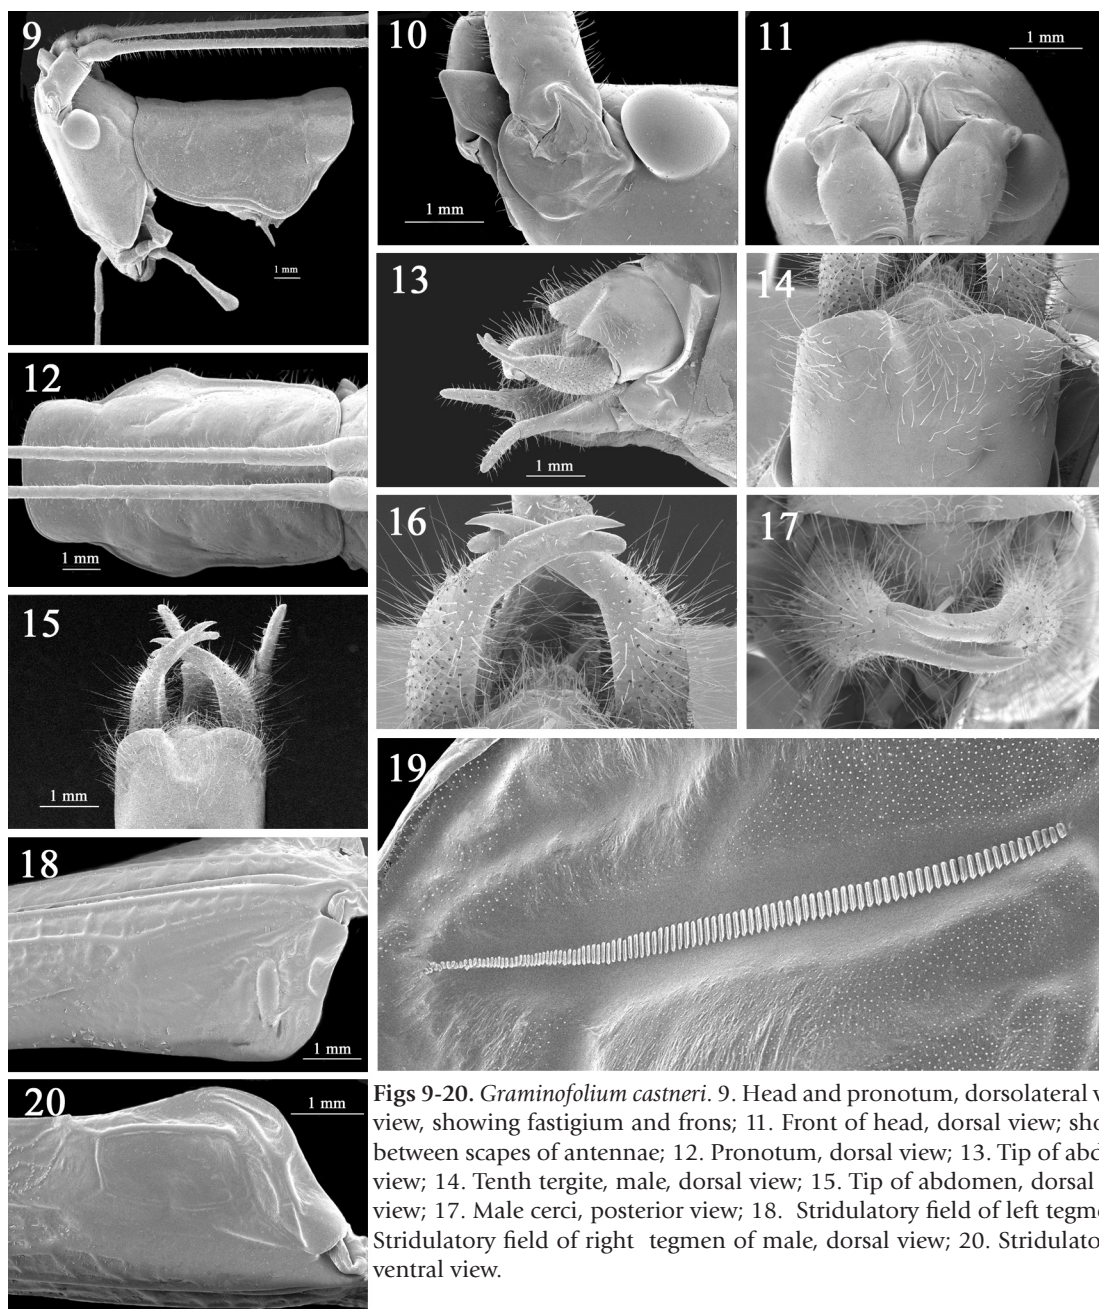 9
1 mm
10
1 mm
11
1 mm
12
1 mm
13
1 mm
14
15
1 mm
16
17
18
1 mm
19
20
1 mm
Figs 9-20. Graminofolium castneri. 9. Head and pronotum, dorsolateral
view, showing fastigium and frons; 11. Front of head, dorsal view;
between scapes of antennae; 12. Pronotum, dorsal view; 13. Tip of
view; 14. Tenth tergite, male, dorsal view; 15. Tip of abdomen, dorsal
view; 17. Male cerci, posterior view; 18. Stridulatory field of left
Stridulatory field of right tegmen of male, dorsal view; 20.
ventral view.